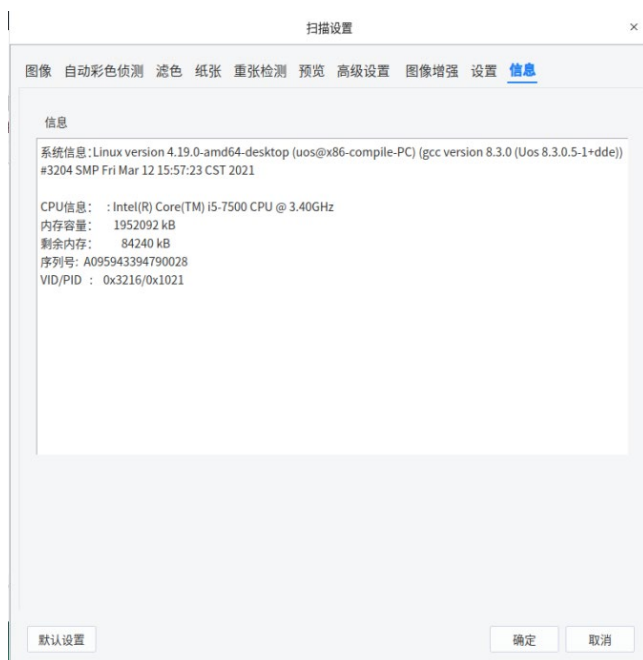 扫描设置
×
图像 自动彩色侦测 滤色 纸张 重张检测 预览 高级设置 图像增强 设置 信息
信息
系统信息：Linux version 4.19.0-amd64-desktop (uos@x86-compile-PC) (gcc version 8.3.0 (Uos 8.3.0.5-1+dde))
#3204 SMP Fri Mar 12 15:57:23 CST 2021
CPU信息： : Intel(R) Core(TM) i5-7500 CPU @ 3.40GHz
内存容量： 1952092 kB
剩余内存： 84240 kB
序列号: A095943394790028
VID/PID : 0x3216/0x1021
默认设置 确定 取消